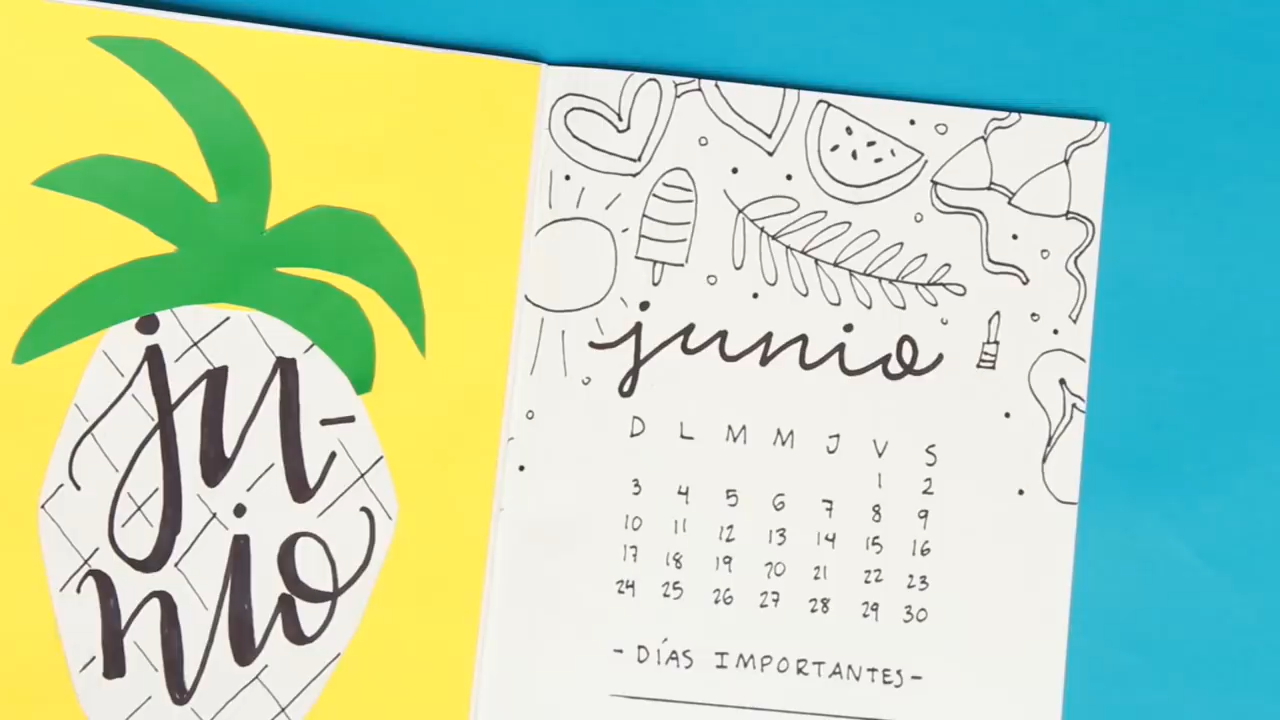 ju-
nio
junio
D L M M J V S
1 2
3 4 5 6 7 8 9
10 11 12 13 14 15 16
17 18 19 20 21 22 23
24 25 26 27 28 29 30
-DÍAS IMPORTANTES-